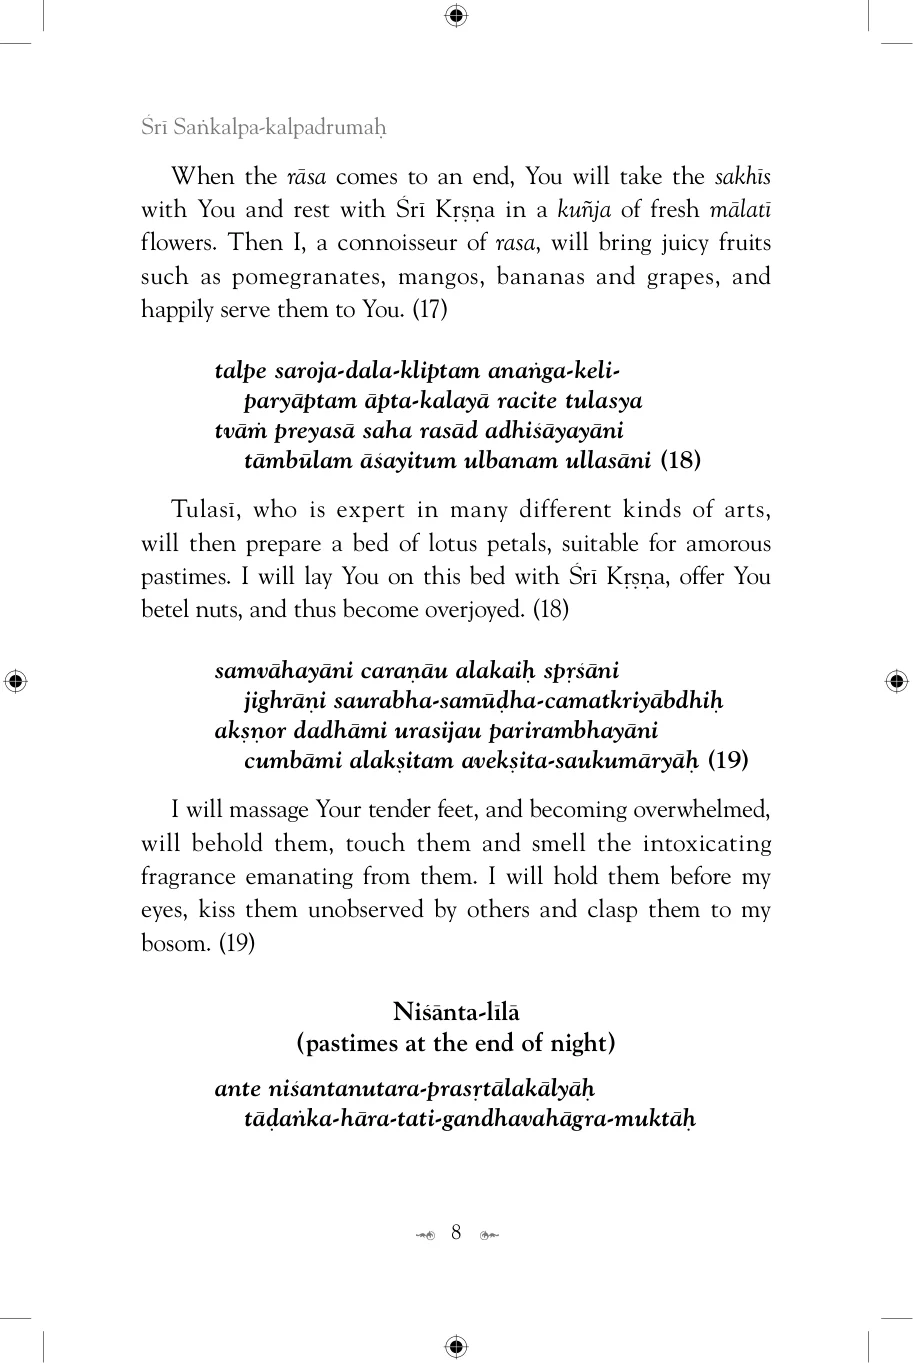 Śrī Saṅkalpa-kalpadrumaḥ
When the rāsa comes to an end, You will take the sakhīs
with You and rest with Śrī Kṛṣṇa in a kuñja of fresh mālatī
flowers. Then I, a connoisseur of rasa, will bring juicy fruits
such as pomegranates, mangos, bananas and grapes, and
happily serve them to You. (17)
talpe saroja-dala-kliptam anaṅga-keli-
paryāptam āpta-kalayā racite tulasya
tvāṁ preyasā saha rasād adhiśāyayāni
tāmbūlam āśayitum ulbanam ullasāni (18)
Tulasī, who is expert in many different kinds of arts,
will then prepare a bed of lotus petals, suitable for amorous
pastimes. I will lay You on this bed with Śrī Kṛṣṇa, offer You
betel nuts, and thus become overjoyed. (18)
samvāhayāni caraṇāu alakaiḥ spṛśāni
jighrāṇi saurabha-samūḍha-camatkriyābdhiḥ
akṣṇor dadhāmi urasijau parirambhayāni
cumbāmi alakṣitam avekṣita-saukumāryāḥ (19)
I will massage Your tender feet, and becoming overwhelmed,
will behold them, touch them and smell the intoxicating
fragrance emanating from them. I will hold them before my
eyes, kiss them unobserved by others and clasp them to my
bosom. (19)
Niśānta-līlā
(pastimes at the end of night)
ante niśantanutara-prasṛtālakālyāḥ
tāḍaṅka-hāra-tati-gandhavahāgra-muktāḥ
8